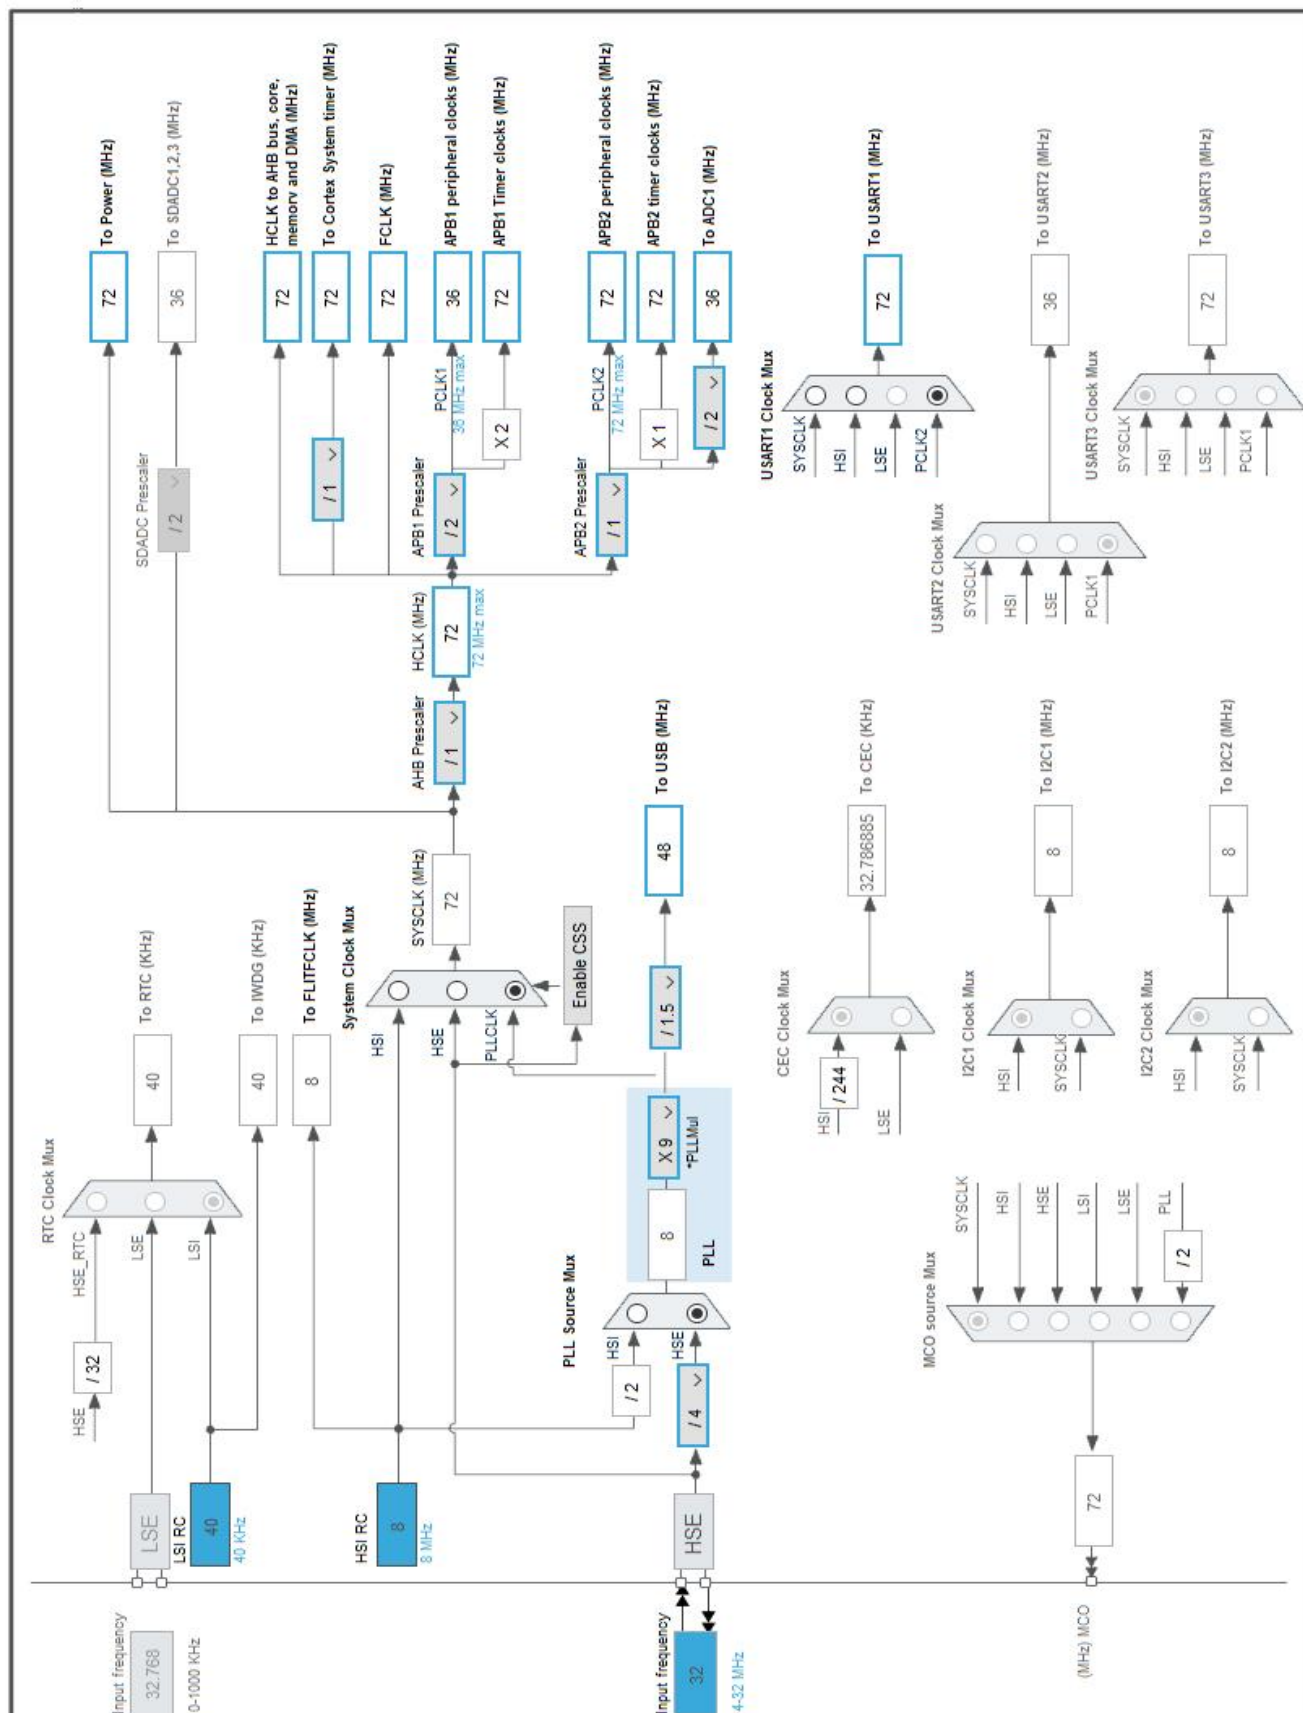 Input frequency
32.768
0-1000 KHz
LSE
HSE
/ 32
HSE_RTC
LSE
LSI
RTC Clock Mux
40
To RTC (KHz)
LSI RC
40
40 KHz
40
To IWDG (KHz)
HSI RC
8
8 MHz
8
To FLITFCLK (MHz)
System Clock Mux
HSI
HSE
PLLCLK
Enable CSS
SYSCLK (MHz)
72
AHB Prescaler
/ 1
HCLK (MHz)
72
72 MHz max
72
To Power (MHz)
SDADC Prescaler
/ 2
36
To SDADC1,2,3 (MHz)
72
HCLK to AHB bus, core,
memory and DMA (MHz)
/ 1
72
To Cortex System timer (MHz)
72
FCLK (MHz)
APB1 Prescaler
/ 2
PCLK1
36 MHz max
36
APB1 peripheral clocks (MHz)
X 2
72
APB1 Timer clocks (MHz)
APB2 Prescaler
/ 1
PCLK2
72 MHz max
72
APB2 peripheral clocks (MHz)
X 1
72
APB2 timer clocks (MHz)
/ 2
36
To ADC1 (MHz)
Input frequency
32
4-32 MHz
HSE
/ 4
/ 2
PLL Source Mux
HSI
HSE
8
PLL
X 9
*PLLMul
/ 1.5
48
To USB (MHz)
USART1 Clock Mux
SYSCLK
HSI
LSE
PCLK2
72
To USART1 (MHz)
USART2 Clock Mux
SYSCLK
HSI
LSE
PCLK1
36
To USART2 (MHz)
USART3 Clock Mux
SYSCLK
HSI
LSE
PCLK1
72
To USART3 (MHz)
CEC Clock Mux
HSI
/ 244
LSE
32.786885
To CEC (KHz)
I2C1 Clock Mux
HSI
SYSCLK
8
To I2C1 (MHz)
I2C2 Clock Mux
HSI
SYSCLK
8
To I2C2 (MHz)
MCO source Mux
SYSCLK
HSI
HSE
LSI
LSE
PLL
/ 2
72
(MHz) MCO